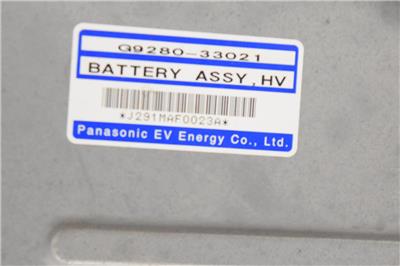 G9280-33021
BATTERY ASSY,HV
*J291MAF0023A*
Panasonic EV Energy Co., Ltd.